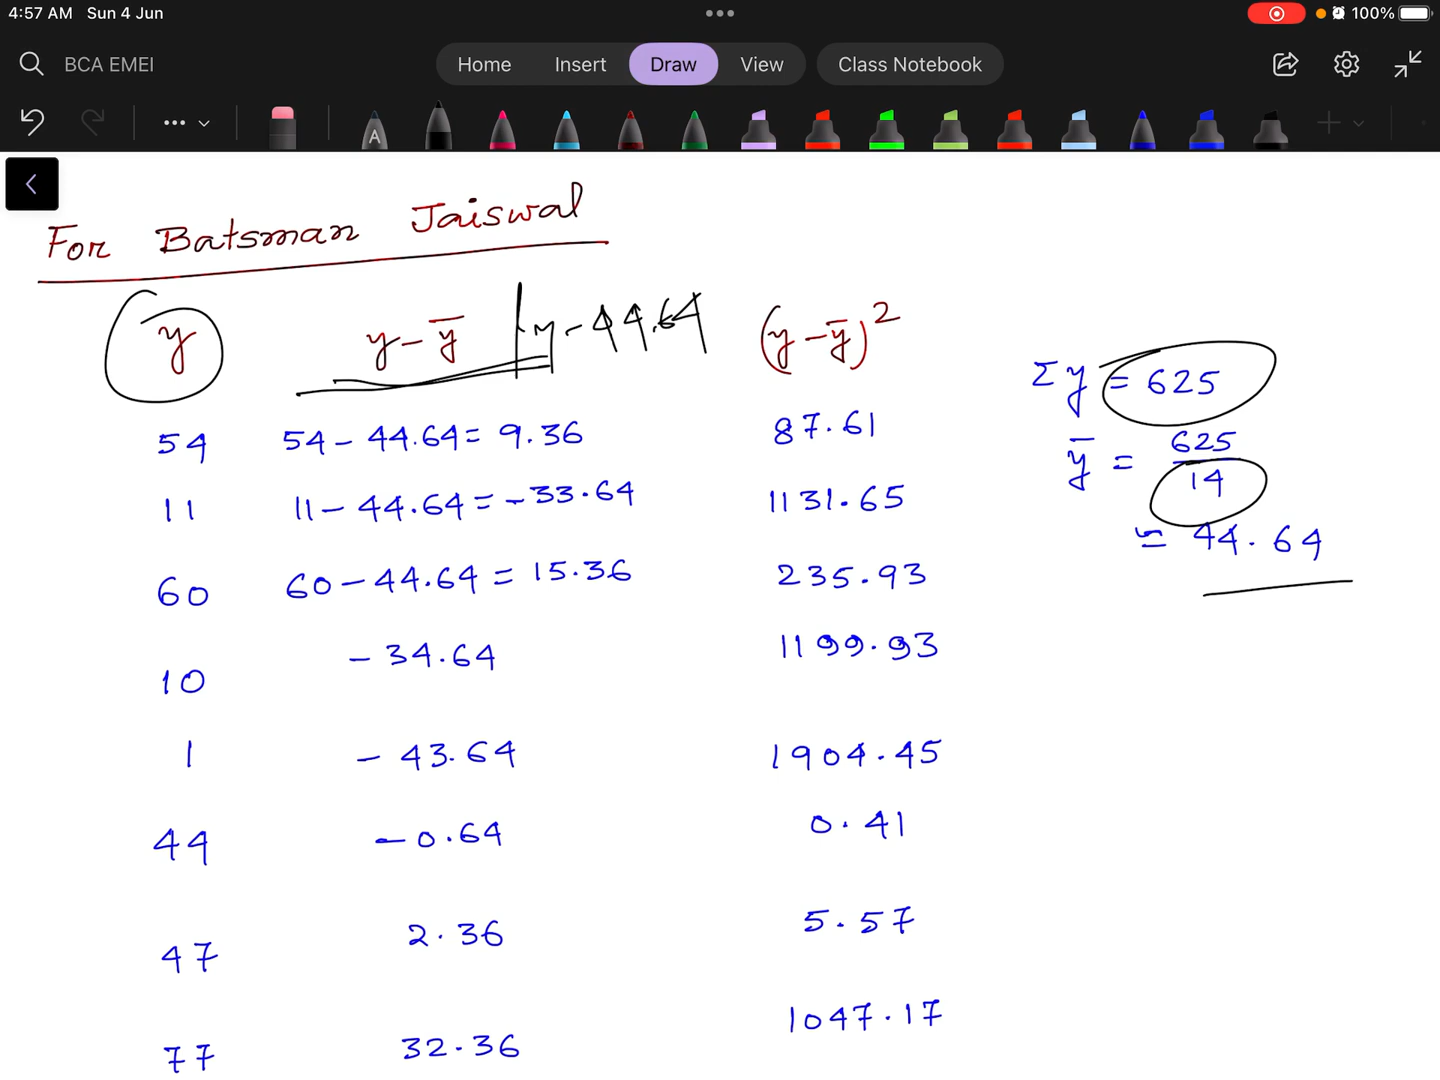 4:57 AM Sun 4 Jun
100%
BCA EMEI
Home Insert Draw View Class Notebook
A
For Batsman Jaiswal
y y - ȳ | y - 44.64 (y - ȳ)²
Σy = 625
54 54 - 44.64 = 9.36 87.61
ȳ = 625/14
11 11 - 44.64 = -33.64 1131.65
≃ 44.64
60 60 - 44.64 = 15.36 235.93
10 - 34.64 1199.93
1 - 43.64 1904.45
44 - 0.64 0.41
47 2.36 5.57
77 32.36 1047.17